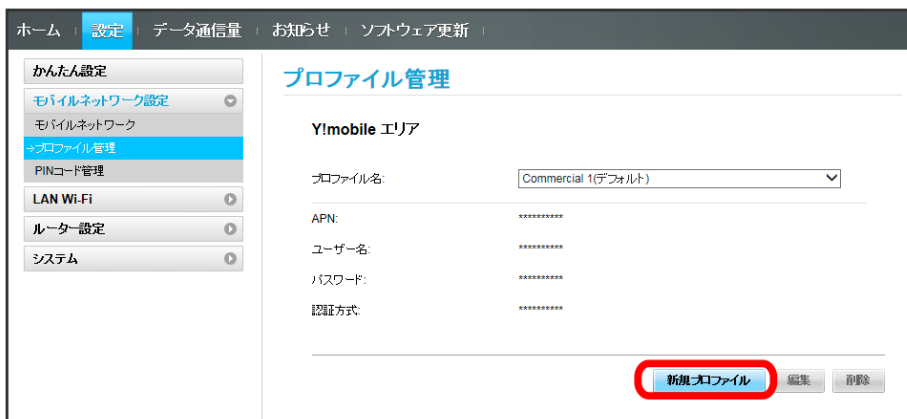 ホーム 設定 データ通信量 お知らせ ソフトウェア更新
かんたん設定
モバイルネットワーク設定
モバイルネットワーク
→プロファイル管理
PINコード管理
LAN Wi-Fi
ルーター設定
システム
プロファイル管理
Y!mobile エリア
プロファイル名: Commercial 1(デフォルト)
APN: **********
ユーザー名: **********
パスワード: **********
認証方式: **********
新規プロファイル 編集 削除